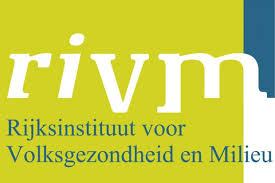 rivm
Rijksinstituut voor
Volksgezondheid en Milieu